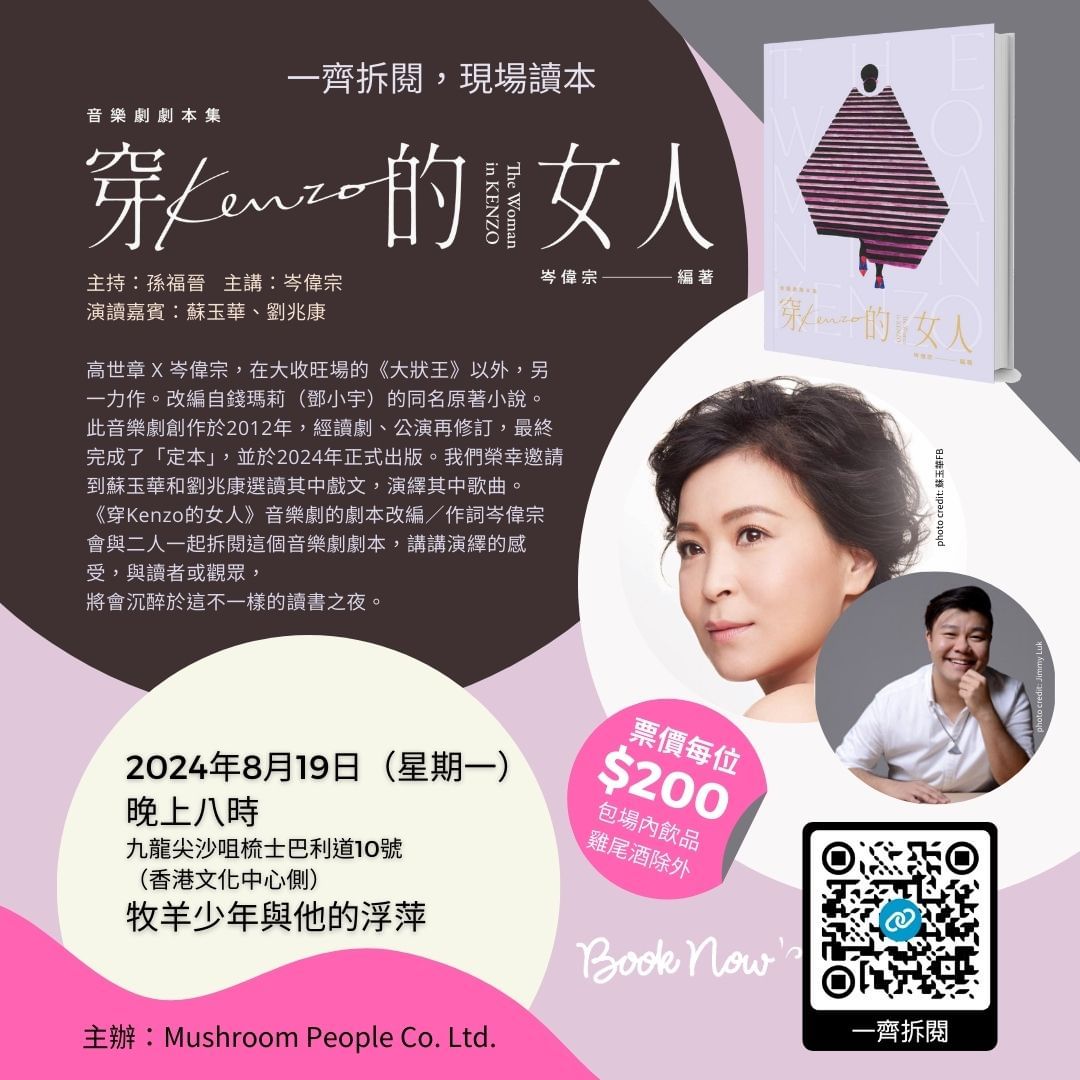 一齊拆閱，現場讀本
音樂劇劇本集
穿Kenzo的女人
The Woman
in KENZO
岑偉宗 編著
主持：孫福晉 主講：岑偉宗
演讀嘉賓：蘇玉華、劉兆康
高世章 X 岑偉宗，在大收旺場的《大狀王》以外，另
一力作。改編自錢瑪莉（鄧小宇）的同名原著小說。
此音樂劇創作於2012年，經讀劇、公演再修訂，最終
完成了「定本」，並於2024年正式出版。我們榮幸邀請
到蘇玉華和劉兆康選讀其中戲文，演繹其中歌曲。
《穿Kenzo的女人》音樂劇的劇本改編／作詞岑偉宗
會與二人一起拆閱這個音樂劇劇本，講講演繹的感
受，與讀者或觀眾，
將會沉醉於這不一樣的讀書之夜。
THE
WOMAN
IN
KENZO
音樂劇劇本集
穿Kenzo的女人
The Woman
in KENZO
岑偉宗 編著
photo credit: 蘇玉華FB
photo credit: Jimmy Luk
2024年8月19日（星期一）
晚上八時
九龍尖沙咀梳士巴利道10號
（香港文化中心側）
牧羊少年與他的浮萍
票價每位
$200
包場內飲品
雞尾酒除外
Book Now
一齊拆閱
主辦：Mushroom People Co. Ltd.